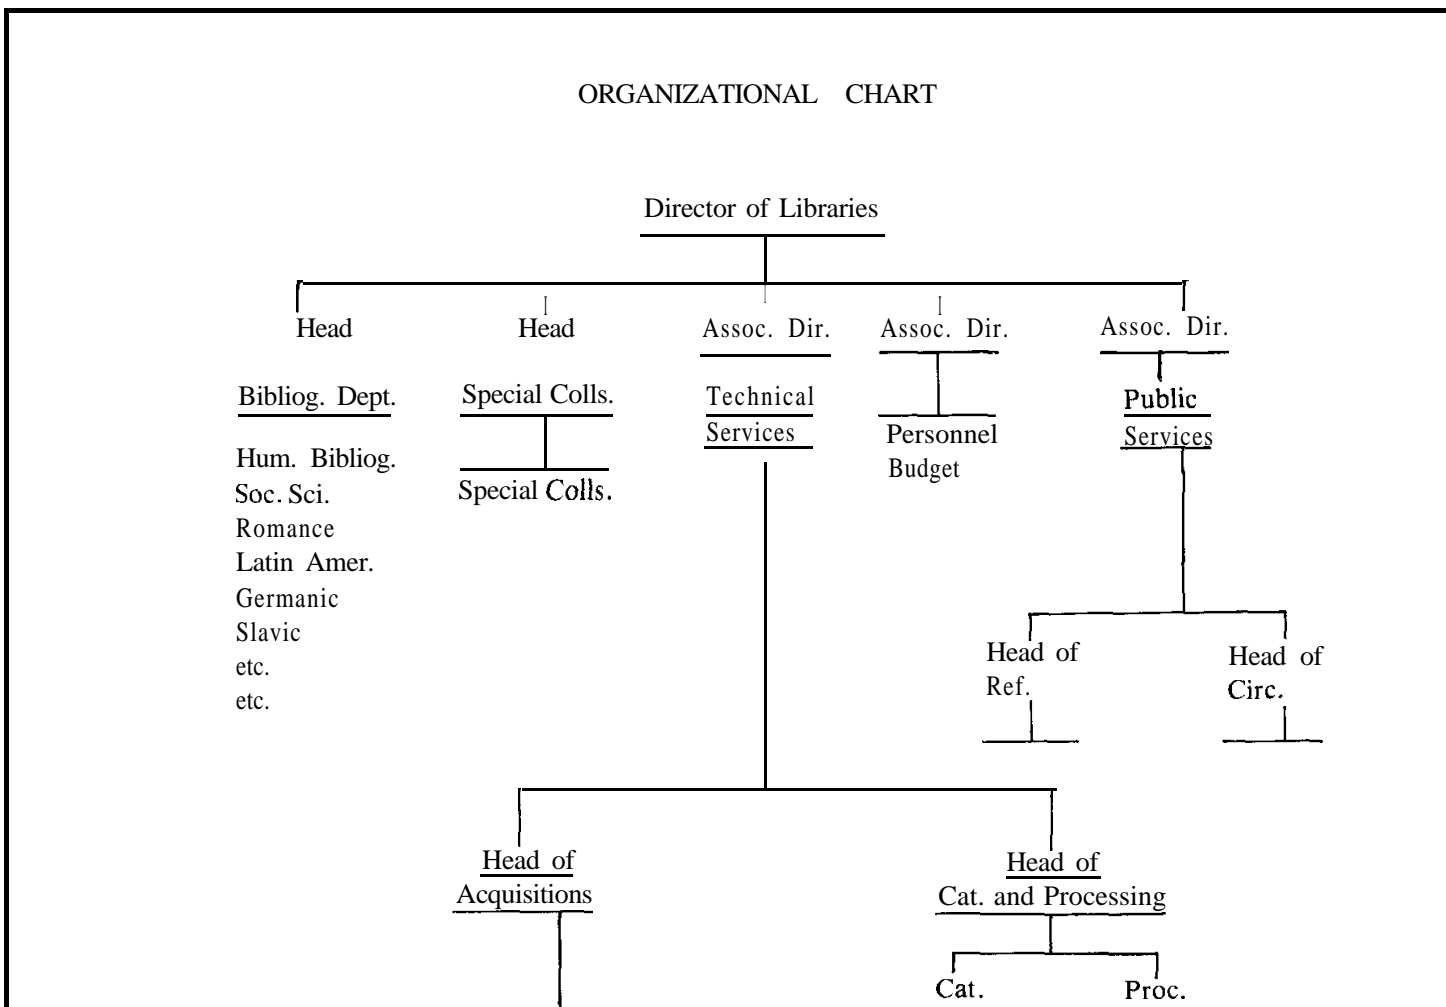 ORGANIZATIONAL CHART
Director of Libraries
Head
Head
Assoc. Dir.
Assoc. Dir.
Assoc. Dir.
Bibliog. Dept.
Hum. Bibliog.
Soc. Sci.
Romance
Latin Amer.
Germanic
Slavic
etc.
etc.
Special Colls.
Special Colls.
Technical
Services
Personnel
Budget
Public
Services
Head of
Ref.
Head of
Circ.
Head of
Acquisitions
Head of
Cat. and Processing
Cat.
Proc.